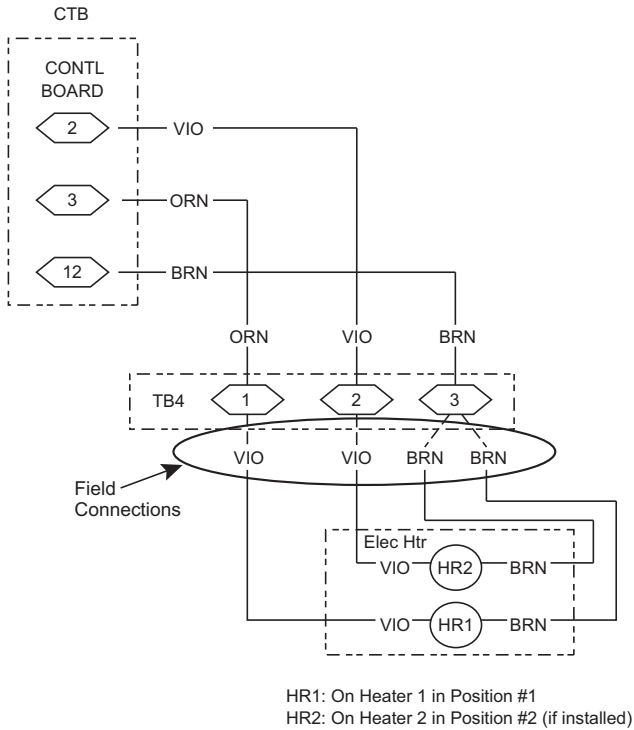 CTB
CONTL
BOARD
2
VIO
3
ORN
12
BRN
ORN
VIO
BRN
TB4
1
2
3
VIO
VIO
BRN
BRN
Field
Connections
Elec Htr
VIO
HR2
BRN
VIO
HR1
BRN
HR1: On Heater 1 in Position #1
HR2: On Heater 2 in Position #2 (if installed)